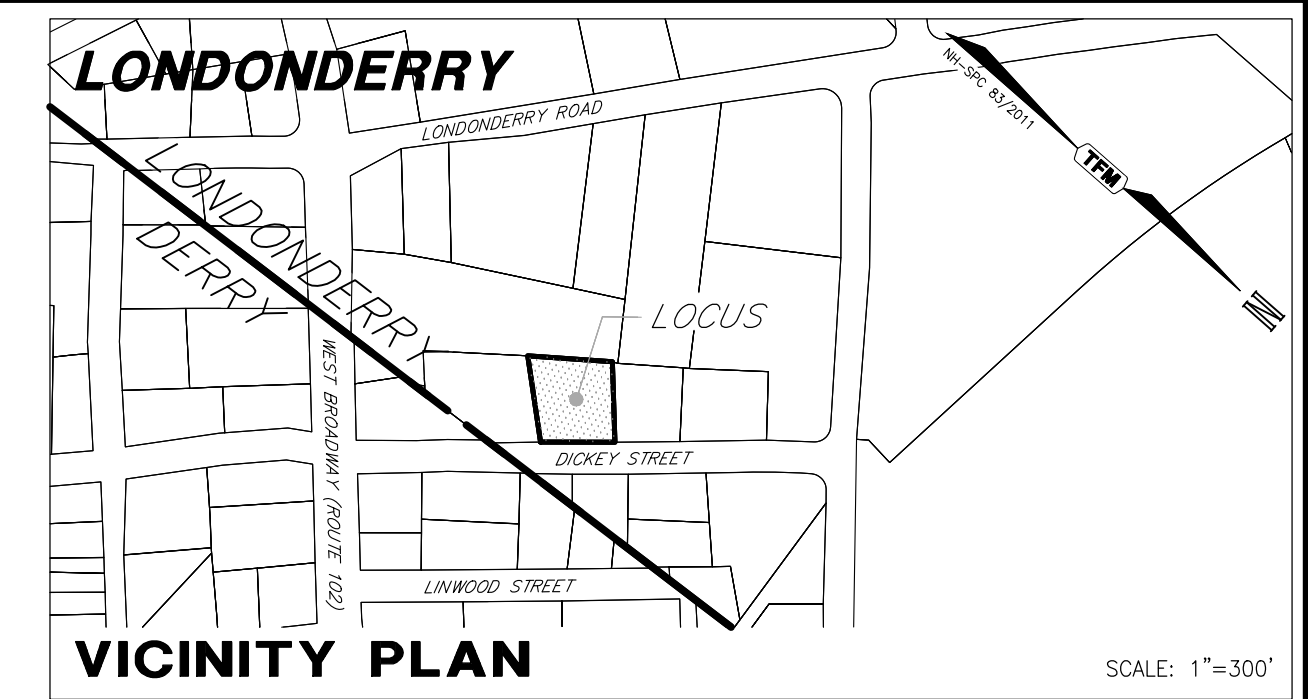 LONDONDERRY
LONDONDERRY ROAD
NH-SPC 83/2011
TFM
N
LONDONDERRY
DERRY
LOCUS
WEST BROADWAY (ROUTE 102)
DICKEY STREET
LINWOOD STREET
VICINITY PLAN
SCALE: 1"=300'